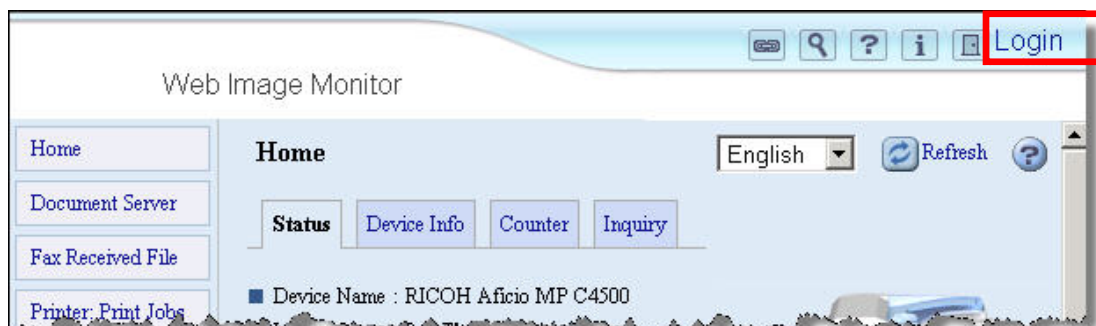 Login
Web Image Monitor
Home
Document Server
Fax Received File
Printer: Print Jobs
Home
English
Refresh
Status
Device Info
Counter
Inquiry
Device Name : RICOH Aficio MP C4500